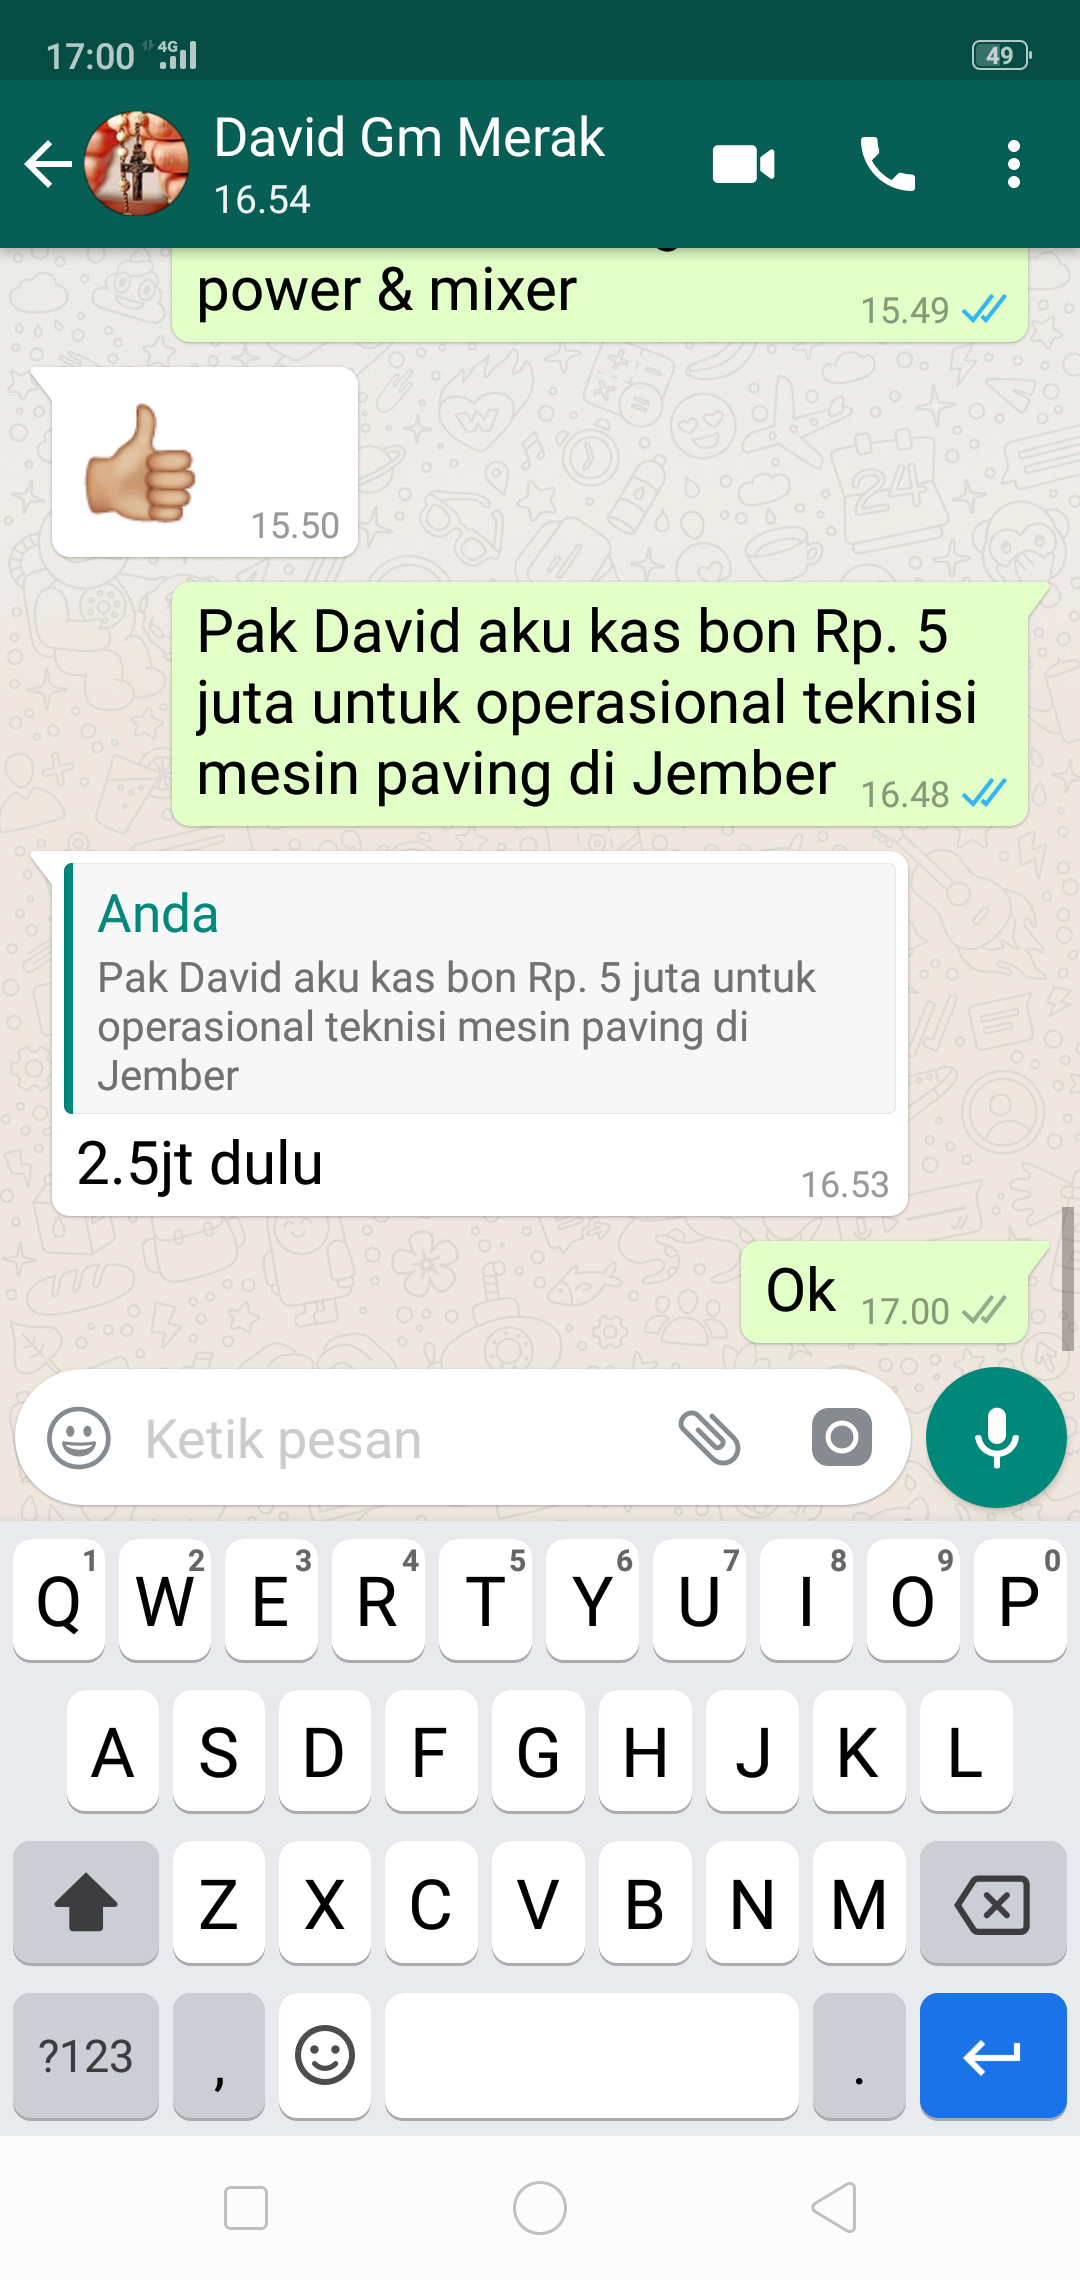 17:00 4G 49
David Gm Merak
16.54
power & mixer
15.49
15.50
Pak David aku kas bon Rp. 5
juta untuk operasional teknisi
mesin paving di Jember
16.48
Anda
Pak David aku kas bon Rp. 5 juta untuk
operasional teknisi mesin paving di
Jember
2.5jt dulu
16.53
Ok 17.00
Ketik pesan
1 2 3 4 5 6 7 8 9 0
Q W E R T Y U I O P
A S D F G H J K L
Z X C V B N M
?123 , .